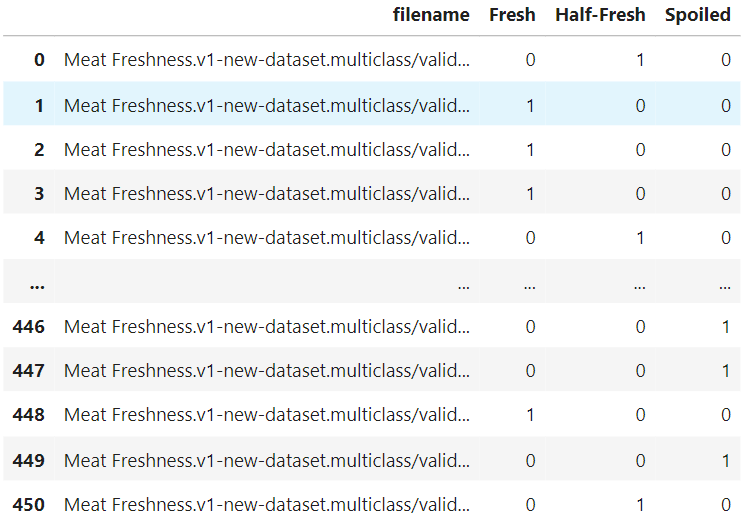 filename Fresh Half-Fresh Spoiled
0 Meat Freshness.v1-new-dataset.multiclass/valid... 0 1 0
1 Meat Freshness.v1-new-dataset.multiclass/valid... 1 0 0
2 Meat Freshness.v1-new-dataset.multiclass/valid... 1 0 0
3 Meat Freshness.v1-new-dataset.multiclass/valid... 1 0 0
4 Meat Freshness.v1-new-dataset.multiclass/valid... 0 1 0
... ... ... ... ...
446 Meat Freshness.v1-new-dataset.multiclass/valid... 0 0 1
447 Meat Freshness.v1-new-dataset.multiclass/valid... 0 0 1
448 Meat Freshness.v1-new-dataset.multiclass/valid... 1 0 0
449 Meat Freshness.v1-new-dataset.multiclass/valid... 0 0 1
450 Meat Freshness.v1-new-dataset.multiclass/valid... 0 1 0